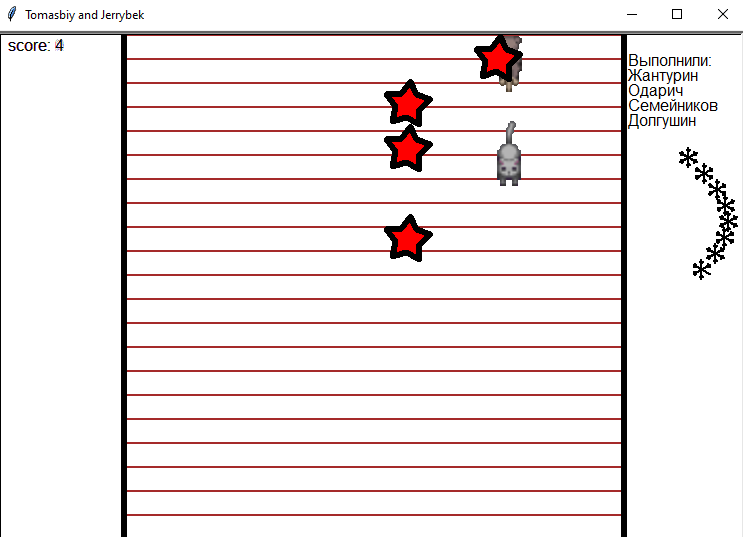 Tomasbiy and Jerrybek
score: 4
Выполнили:
Жантурин
Одарич
Семейников
Долгушин